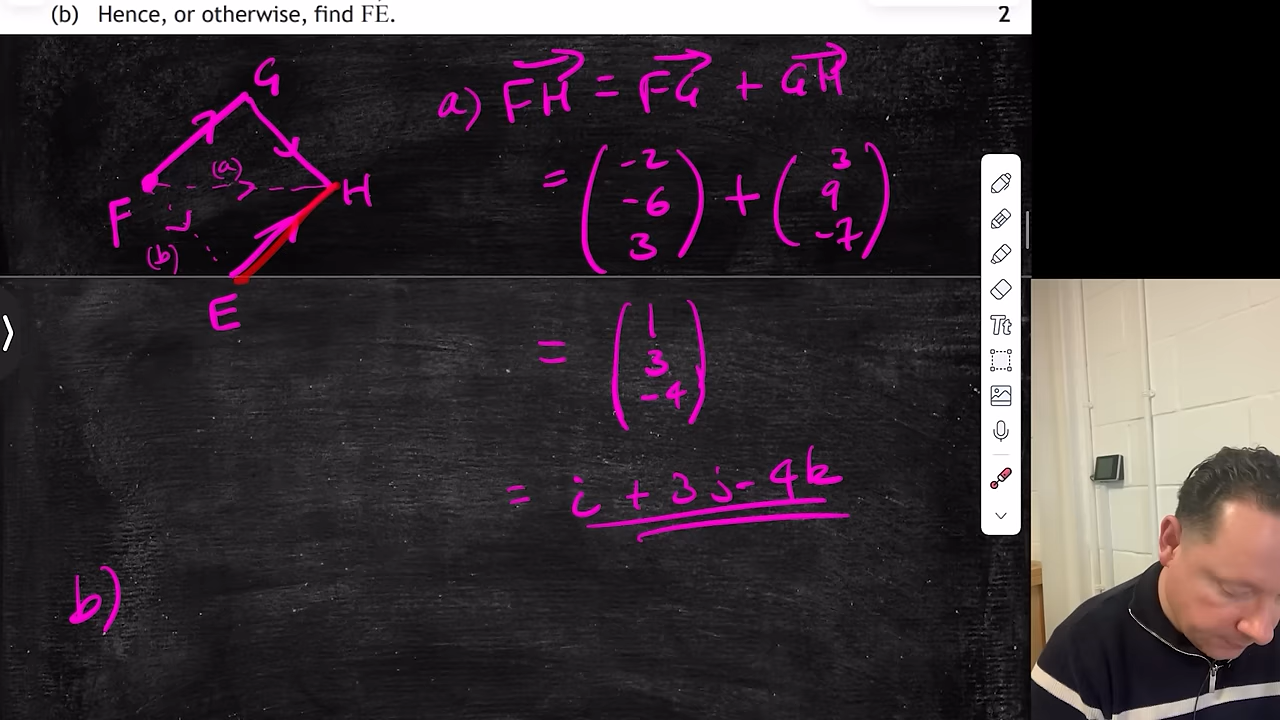 (b) Hence, or otherwise, find FE. 2
G
F
H
E
(a)
(b)
a) FH = FG + GH
= (-2 -6 3) + (3 9 -7)
= (1 3 -4)
= i + 3j - 4k
b)
Tt